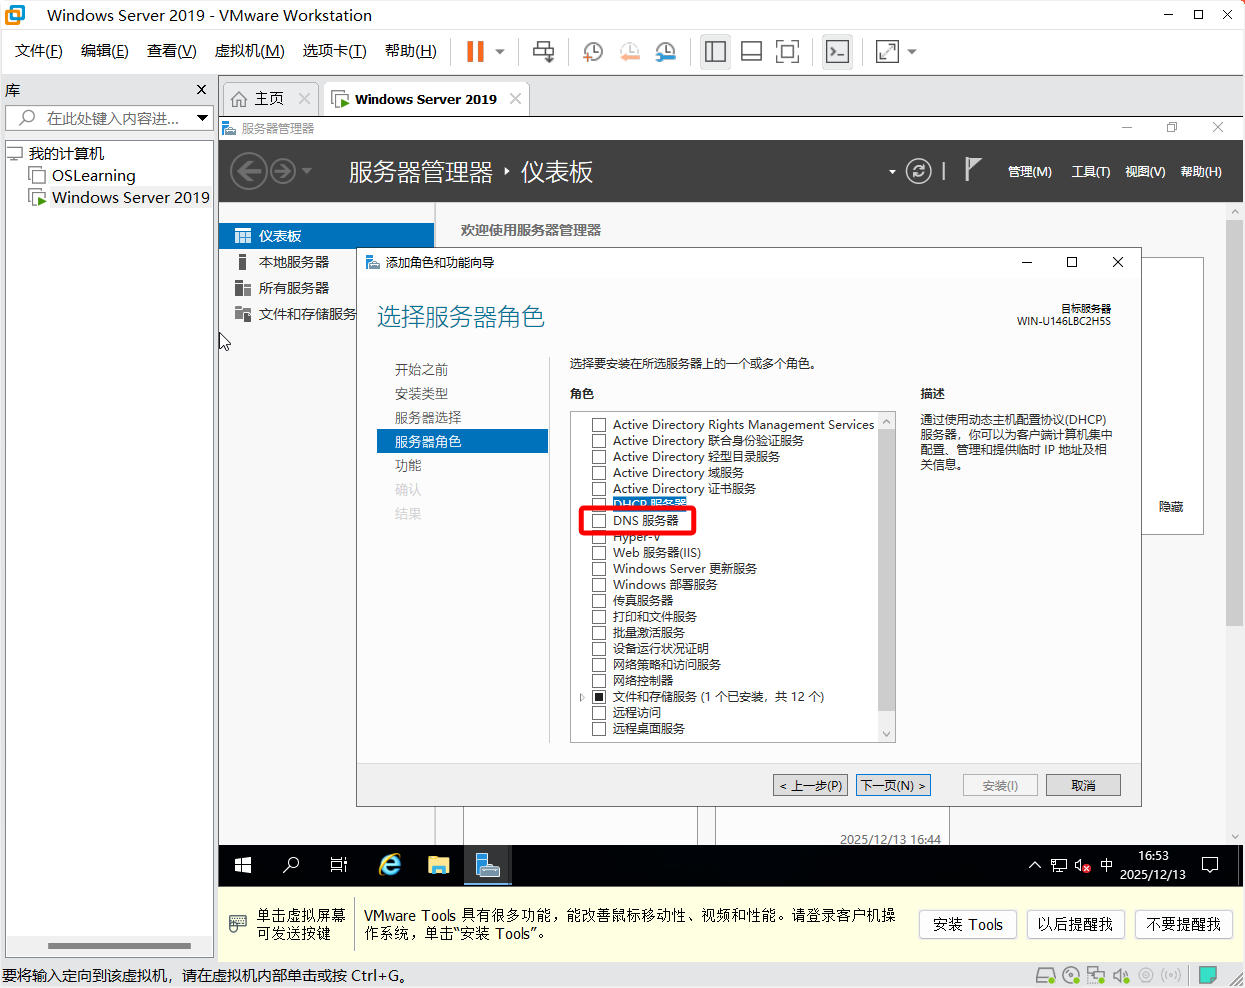 Windows Server 2019 - VMware Workstation
文件(F) 编辑(E) 查看(V) 虚拟机(M) 选项卡(T) 帮助(H)
库
在此处键入内容进...
我的计算机
OSLearning
Windows Server 2019
主页
Windows Server 2019
服务器管理器
服务器管理器 · 仪表板
管理(M) 工具(T) 视图(V) 帮助(H)
仪表板
本地服务器
所有服务器
文件和存储服务
欢迎使用服务器管理器
添加角色和功能向导
选择服务器角色
目标服务器
WIN-U146LBC2H5S
开始之前
安装类型
服务器选择
服务器角色
功能
确认
结果
选择要安装在所选服务器上的一个或多个角色。
角色
Active Directory Rights Management Services
Active Directory 联合身份验证服务
Active Directory 轻型目录服务
Active Directory 域服务
Active Directory 证书服务
DHCP 服务器
DNS 服务器
Hyper-V
Web 服务器(IIS)
Windows Server 更新服务
Windows 部署服务
传真服务器
打印和文件服务
批量激活服务
设备运行状况证明
网络策略和访问服务
网络控制器
文件和存储服务 (1 个已安装，共 12 个)
远程访问
远程桌面服务
描述
通过使用动态主机配置协议(DHCP)
服务器，你可以为客户端计算机集中
配置、管理和提供临时 IP 地址及相
关信息。
隐藏
< 上一步(P)
下一页(N) >
安装(I)
取消
2025/12/13 16:44
中
16:53
2025/12/13
单击虚拟屏幕
可发送按键
VMware Tools 具有很多功能，能改善鼠标移动性、视频和性能。请登录客户机操
作系统，单击“安装 Tools”。
安装 Tools
以后提醒我
不要提醒我
要将输入定向到该虚拟机，请在虚拟机内部单击或按 Ctrl+G。